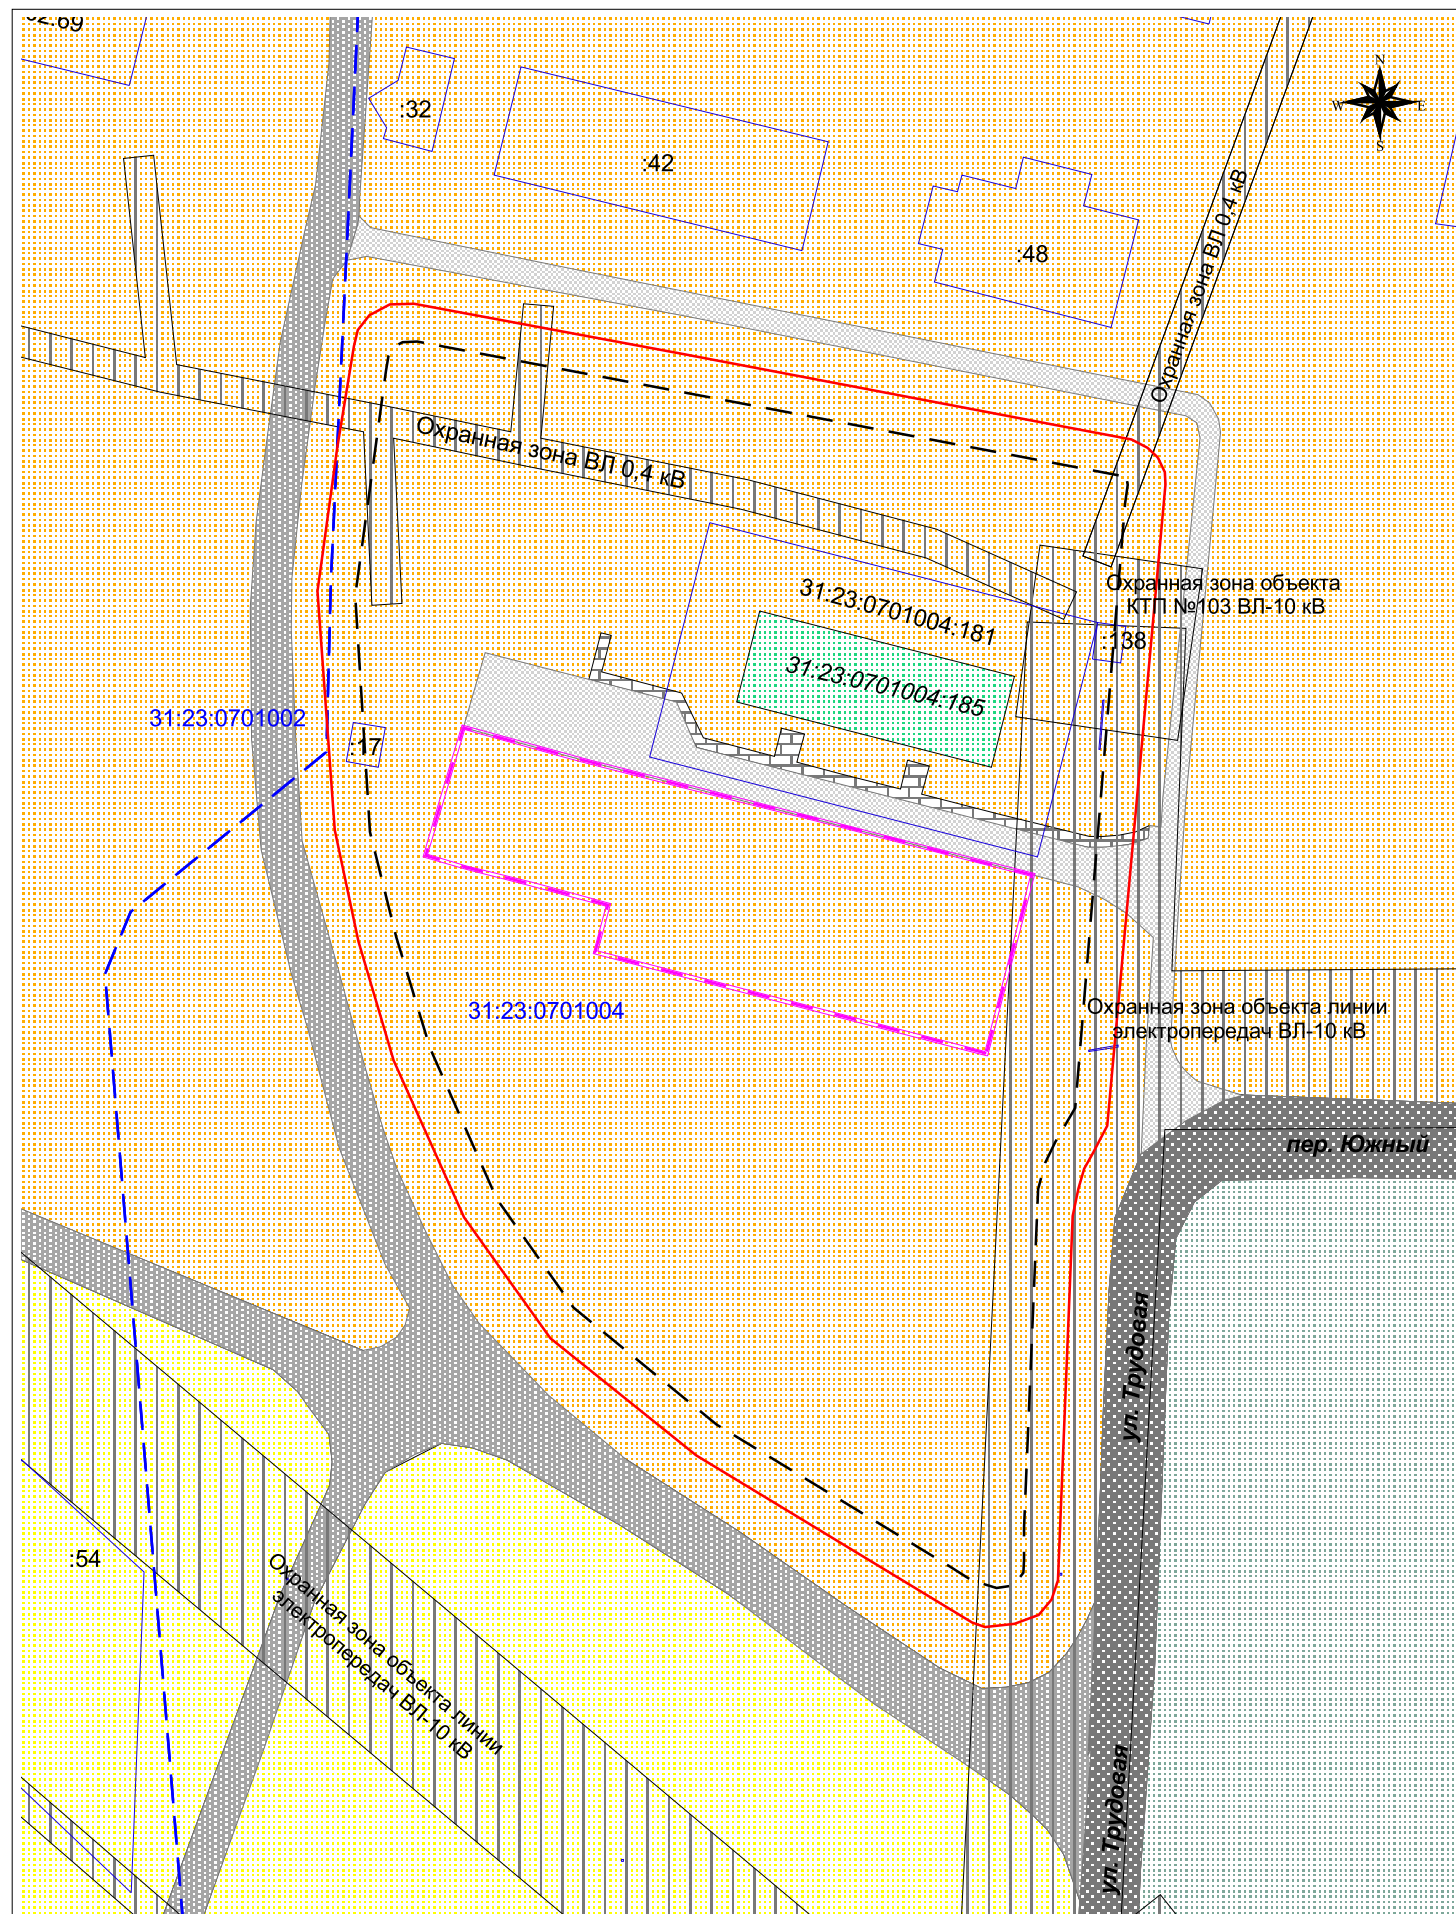 02:69
:32
N
W
E
S
:42
Охранная зона ВЛ 0,4 кВ
:48
Охранная зона ВЛ 0,4 кВ
31:23:0701004:181
Охранная зона объекта
КТП №103 ВЛ-10 кВ
:138
31:23:0701004:185
31:23:0701002
:17
31:23:0701004
Охранная зона объекта линии
электропередач ВЛ-10 кВ
пер. Южный
ул. Трудовая
:54
Охранная зона объекта линии
электропередач ВЛ-10 кВ
ул. Трудовая